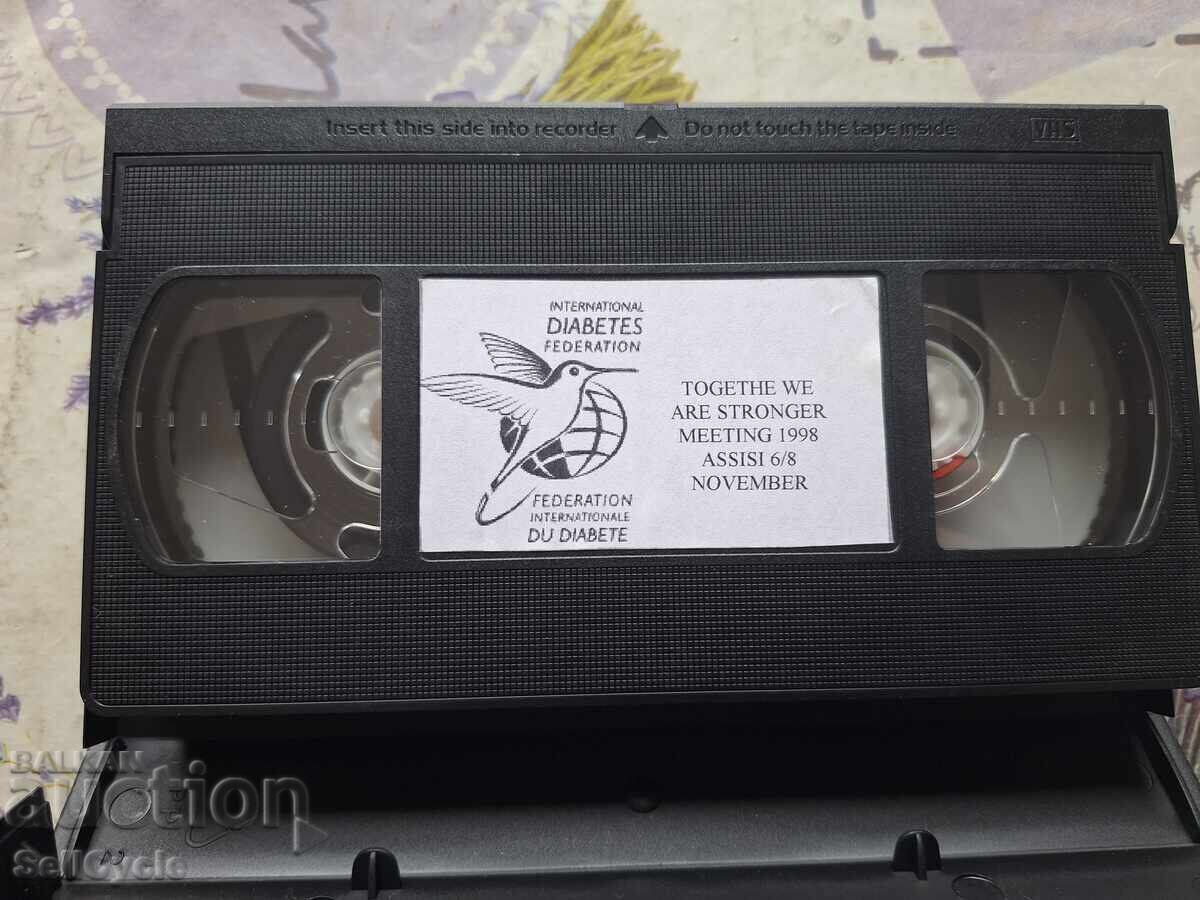 Insert this side into recorder Do not touch the tape inside VHS
INTERNATIONAL
DIABETES
FEDERATION
FEDERATION
INTERNATIONALE
DU DIABETE
TOGETHE WE
ARE STRONGER
MEETING 1998
ASSISI 6/8
NOVEMBER
BALKAN
auction
SellCycle